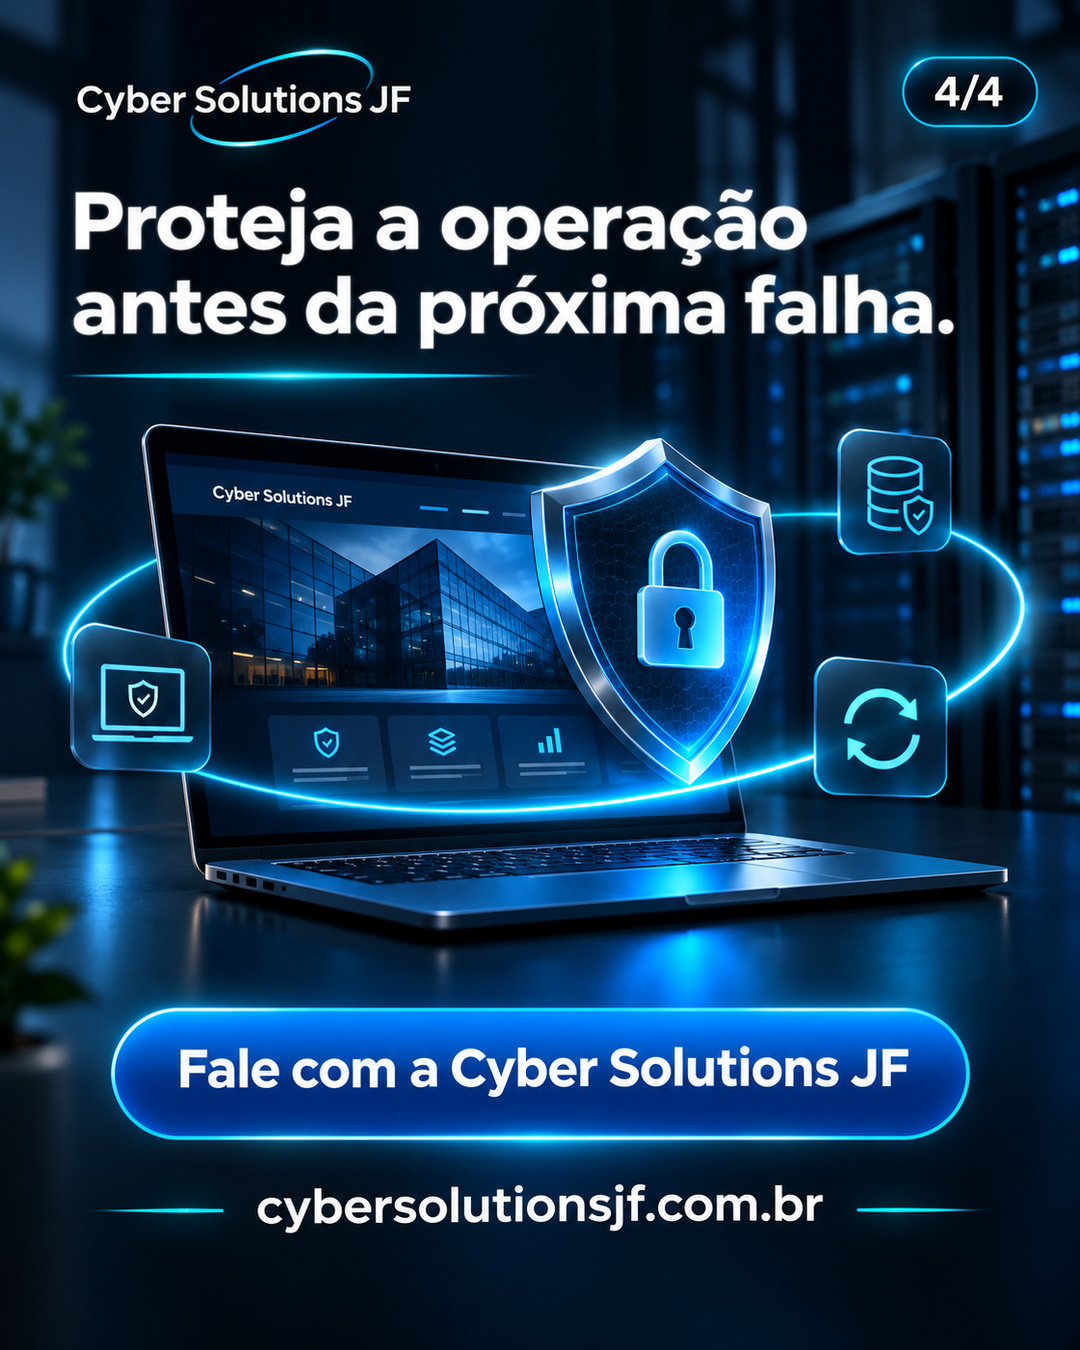 Cyber Solutions JF
4/4
Proteja a operação
antes da próxima falha.
Cyber Solutions JF
Fale com a Cyber Solutions JF
cybersolutionsjf.com.br